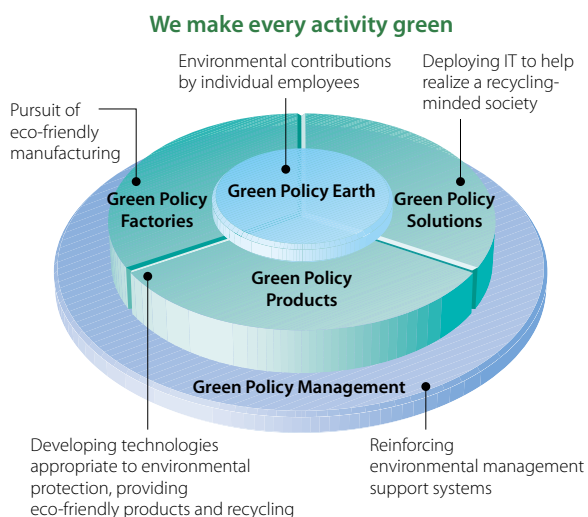 We make every activity green
Environmental contributions
by individual employees
Deploying IT to help
realize a recycling-
minded society
Pursuit of
eco-friendly
manufacturing
Green Policy Earth
Green Policy
Factories
Green Policy
Solutions
Green Policy
Products
Green Policy Management
Developing technologies
appropriate to environmental
protection, providing
eco-friendly products and recycling
Reinforcing
environmental management
support systems